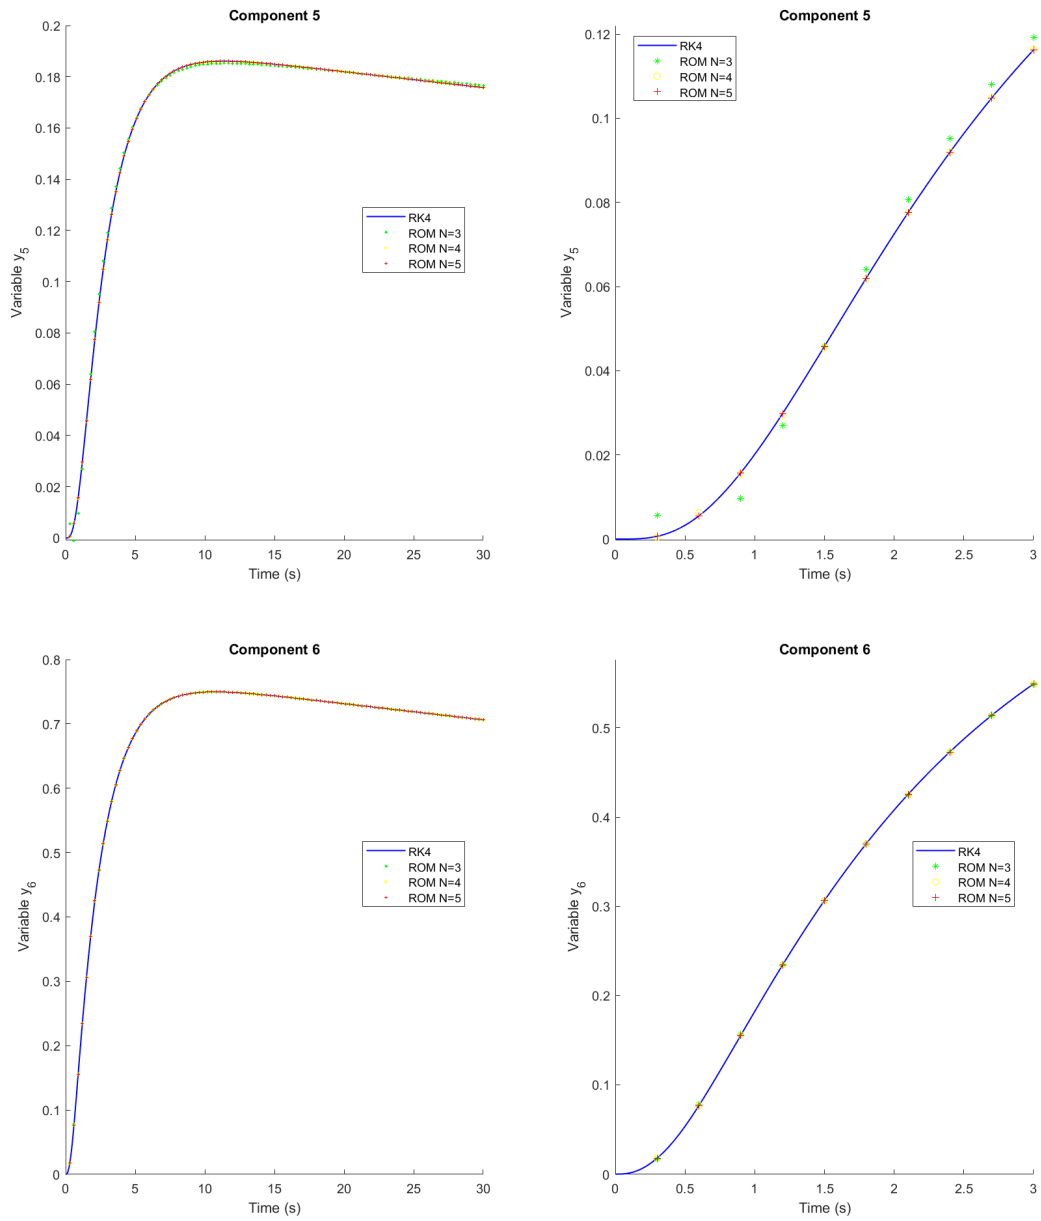 Component 5
Variable y5
0.2
0.18
0.16
0.14
0.12
0.1
0.08
0.06
0.04
0.02
0
RK4
ROM N=3
ROM N=4
ROM N=5
0 5 10 15 20 25 30
Time (s)
Component 5
Variable y5
0.12
0.1
0.08
0.06
0.04
0.02
0
RK4
ROM N=3
ROM N=4
ROM N=5
0 0.5 1 1.5 2 2.5 3
Time (s)
Component 6
Variable y6
0.8
0.7
0.6
0.5
0.4
0.3
0.2
0.1
0
RK4
ROM N=3
ROM N=4
ROM N=5
0 5 10 15 20 25 30
Time (s)
Component 6
Variable y6
0.5
0.4
0.3
0.2
0.1
0
RK4
ROM N=3
ROM N=4
ROM N=5
0 0.5 1 1.5 2 2.5 3
Time (s)